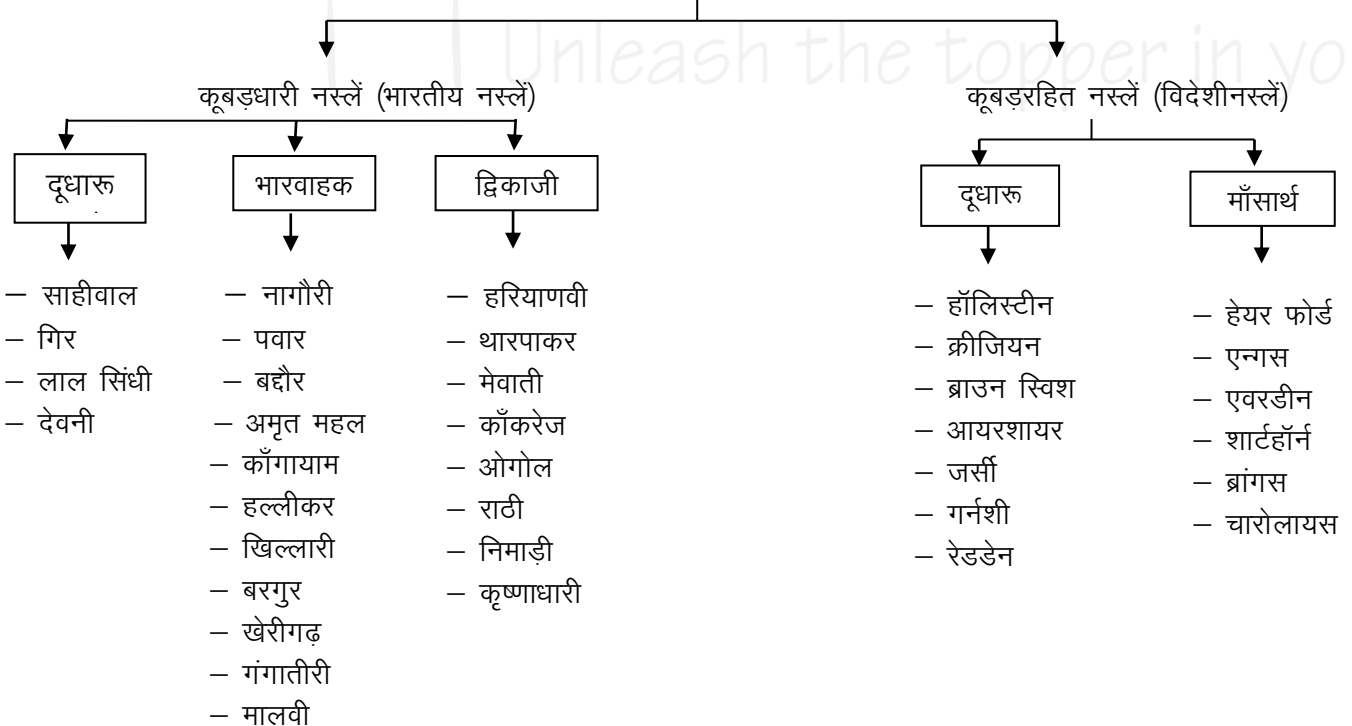 Unleash the topper in yo
कूबड़धारी नस्लें (भारतीय नस्लें)
कूबड़रहित नस्लें (विदेशीनस्लें)
दूधारू
भारवाहक
द्विकाजी
दूधारू
माँसार्थ
– साहीवाल
– गिर
– लाल सिंधी
– देवनी
– नागौरी
– पवार
– बद्दौर
– अमृत महल
– काँगायाम
– हल्लीकर
– खिल्लारी
– बरगुर
– खेरीगढ़
– गंगातीरी
– मालवी
– हरियाणवी
– थारपाकर
– मेवाती
– काँकरेज
– ओगोल
– राठी
– निमाड़ी
– कृष्णाधारी
– हॉलिस्टीन
– क्रीजियन
– ब्राउन स्विश
– आयरशायर
– जर्सी
– गर्नशी
– रेडडेन
– हेयर फोर्ड
– एन्गस
– एवरडीन
– शार्टहॉर्न
– ब्रांगस
– चारोलायस